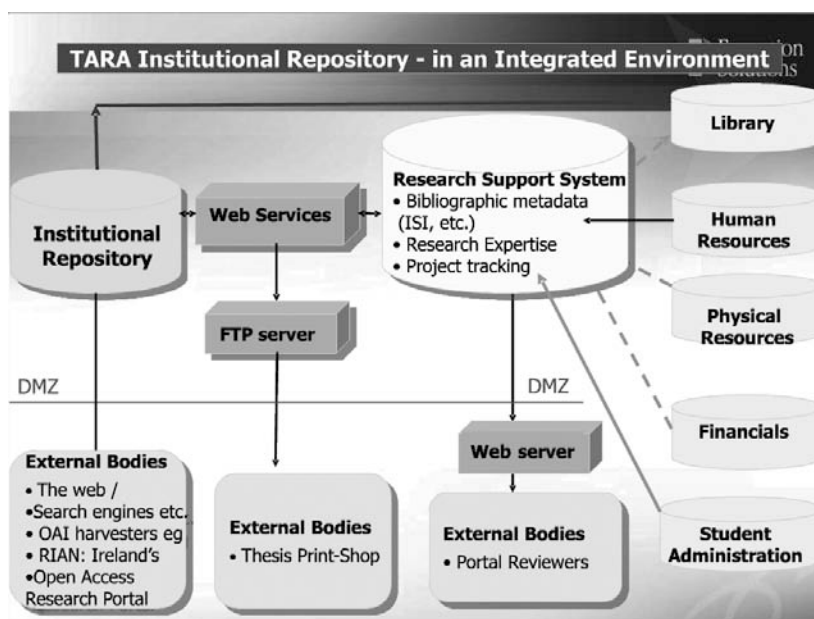 TARA Institutional Repository - in an Integrated Environment
Solutions
Library
Research Support System
• Bibliographic metadata
(ISI, etc.)
• Research Expertise
• Project tracking
Web Services
Institutional
Repository
Human
Resources
Physical
Resources
FTP server
DMZ
DMZ
Financials
Web server
External Bodies
• The web /
•Search engines etc.
• OAI harvesters eg
• RIAN: Ireland's
•Open Access
Research Portal
External Bodies
• Thesis Print-Shop
External Bodies
• Portal Reviewers
Student
Administration